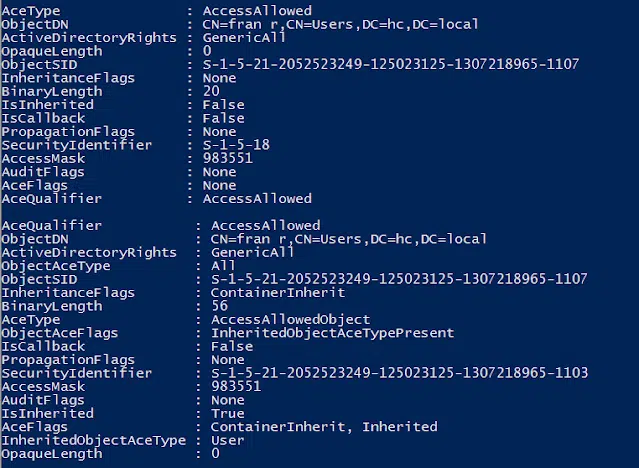 AceType : AccessAllowed
ObjectDN : CN=fran r,CN=Users,DC=hc,DC=local
ActiveDirectoryRights : GenericAll
OpaqueLength : 0
ObjectSID : S-1-5-21-2052523249-125023125-1307218965-1107
InheritanceFlags : None
BinaryLength : 20
IsInherited : False
IsCallback : False
PropagationFlags : None
SecurityIdentifier : S-1-5-18
AccessMask : 983551
AuditFlags : None
AceFlags : None
AceQualifier : AccessAllowed

AceQualifier : AccessAllowed
ObjectDN : CN=fran r,CN=Users,DC=hc,DC=local
ActiveDirectoryRights : GenericAll
ObjectAceType : All
ObjectSID : S-1-5-21-2052523249-125023125-1307218965-1107
InheritanceFlags : ContainerInherit
BinaryLength : 56
AceType : AccessAllowedObject
ObjectAceFlags : InheritedObjectAceTypePresent
IsCallback : False
PropagationFlags : None
SecurityIdentifier : S-1-5-21-2052523249-125023125-1307218965-1103
AccessMask : 983551
AuditFlags : None
IsInherited : True
AceFlags : ContainerInherit, Inherited
InheritedObjectAceType : User
OpaqueLength : 0